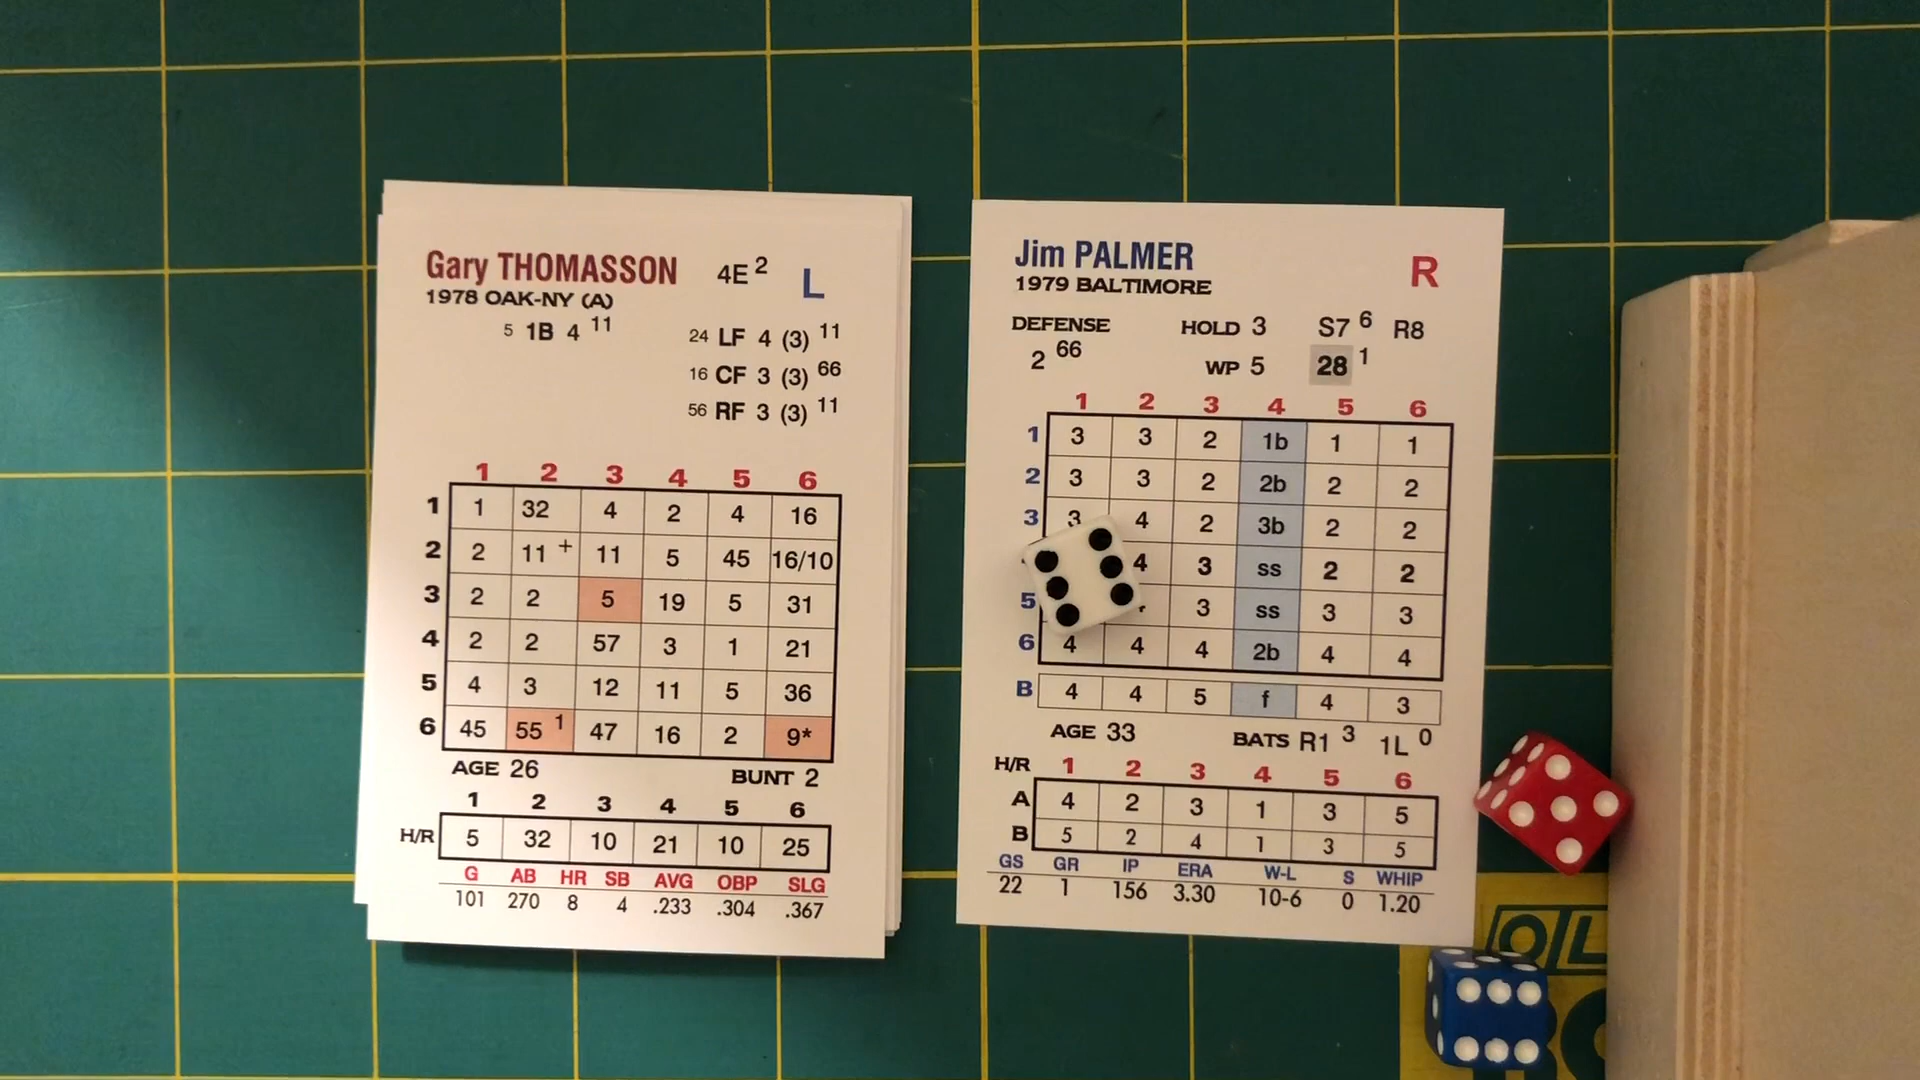 Gary THOMASSON 4E 2 L
1978 OAK-NY (A)
5 1B 4 11
24 LF 4 (3) 11
16 CF 3 (3) 66
56 RF 3 (3) 11
1 2 3 4 5 6
1 1 32 4 2 4 16
2 2 11 + 11 5 45 16/10
3 2 2 5 19 5 31
4 2 2 57 3 1 21
5 4 3 12 11 5 36
6 45 55 1 47 16 2 9*
AGE 26 BUNT 2
1 2 3 4 5 6
H/R 5 32 10 21 10 25
G AB HR SB AVG OBP SLG
101 270 8 4 .233 .304 .367
Jim PALMER R
1979 BALTIMORE
DEFENSE HOLD 3 S7 6 R8
2 66 WP 5 28 1
1 2 3 4 5 6
1 3 3 2 1b 1 1
2 3 3 2 2b 2 2
3 3 4 2 3b 2 2
4 3 ss 2 2
5 3 ss 3 3
6 4 4 4 2b 4 4
B 4 4 5 f 4 3
AGE 33 BATS R1 3 1L 0
H/R 1 2 3 4 5 6
A 4 2 3 1 3 5
B 5 2 4 1 3 5
GS GR IP ERA W-L S WHIP
22 1 156 3.30 10-6 0 1.20
OL